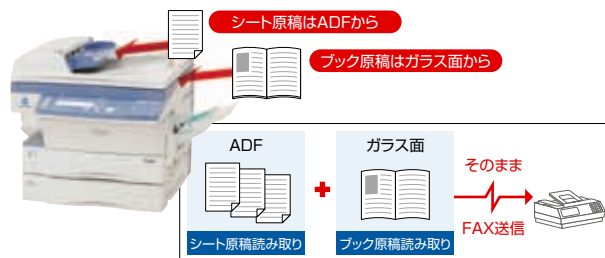 シート原稿はADFから
ブック原稿はガラス面から
ADF
ガラス面
シート原稿読み取り
ブック原稿読み取り
そのまま
FAX送信